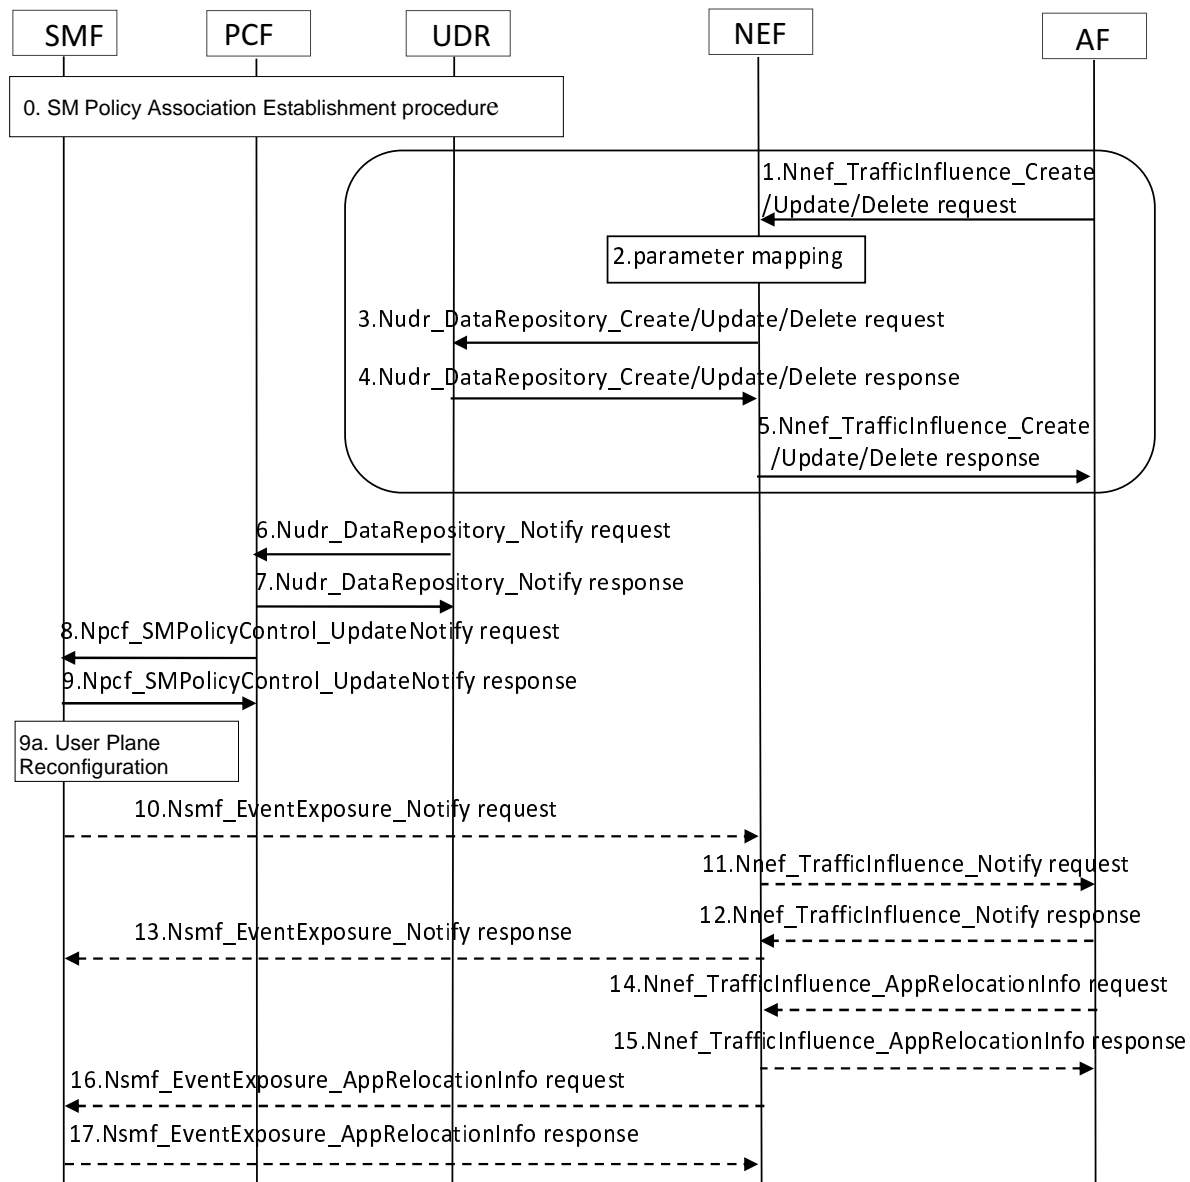 SMF
PCF
UDR
NEF
AF
0. SM Policy Association Establishment procedure
1.Nnef_TrafficInfluence_Create
/Update/Delete request
2.parameter mapping
3.Nudr_DataRepository_Create/Update/Delete request
4.Nudr_DataRepository_Create/Update/Delete response
5.Nnef_TrafficInfluence_Create
/Update/Delete response
6.Nudr_DataRepository_Notify request
7.Nudr_DataRepository_Notify response
8.Npcf_SMPolicyControl_UpdateNotify request
9.Npcf_SMPolicyControl_UpdateNotify response
9a. User Plane
Reconfiguration
10.Nsmf_EventExposure_Notify request
11.Nnef_TrafficInfluence_Notify request
12.Nnef_TrafficInfluence_Notify response
13.Nsmf_EventExposure_Notify response
14.Nnef_TrafficInfluence_AppRelocationInfo request
15.Nnef_TrafficInfluence_AppRelocationInfo response
16.Nsmf_EventExposure_AppRelocationInfo request
17.Nsmf_EventExposure_AppRelocationInfo response